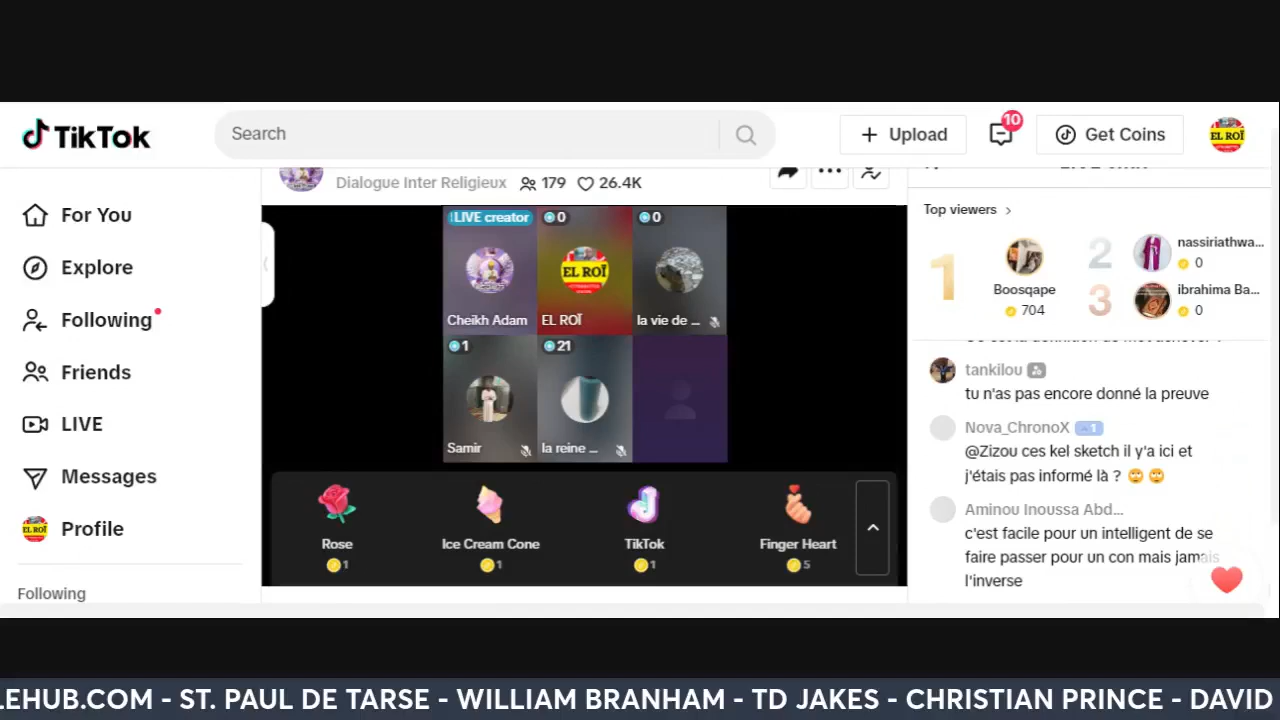 TikTok
Search
Upload
10
Get Coins
EL ROÏ
For You
Explore
Following
Friends
LIVE
Messages
EL ROÏ
Profile
Following
Dialogue Inter Religieux 179 26.4K
LIVE creator
Cheikh Adam
0
EL ROÏ
EL ROÏ
0
la vie de ...
1
Samir
21
la reine ...
Rose
1
Ice Cream Cone
1
TikTok
1
Finger Heart
5
Top viewers
1
Boosqape
704
2
nassiriathwa...
0
3
ibrahima Ba...
0
tankilou
tu n'as pas encore donné la preuve
Nova_ChronoX 1
@Zizou ces kel sketch il y'a ici et
j'étais pas informé là ?
Aminou Inoussa Abd...
c'est facile pour un intelligent de se
faire passer pour un con mais jamais
l'inverse
LEHUB.COM - ST. PAUL DE TARSE - WILLIAM BRANHAM - TD JAKES - CHRISTIAN PRINCE - DAVID